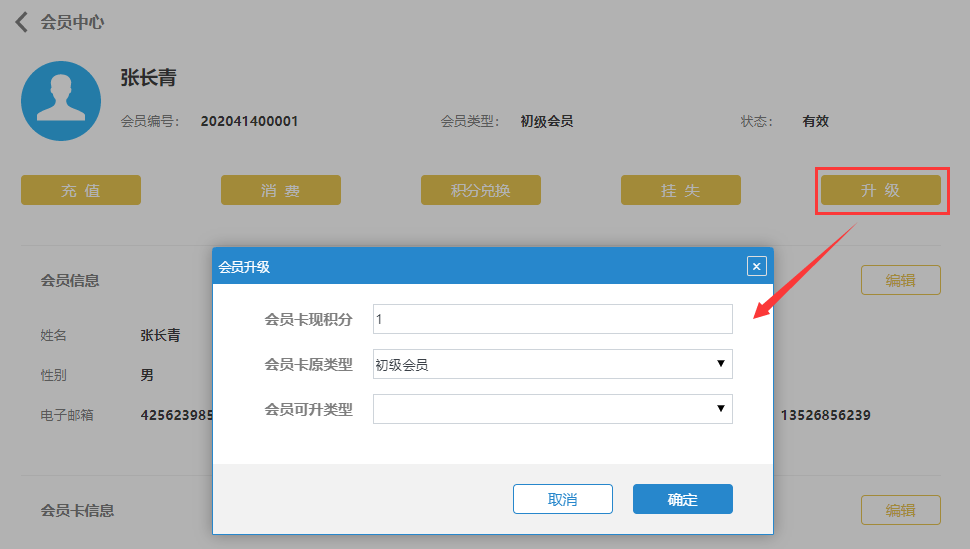 会员中心
张长青
会员编号： 202041400001 会员类型： 初级会员 状态： 有效
充 值 消 费 积分兑换 挂 失 升 级
会员升级
会员信息 编辑
会员卡现积分 1
姓名 张长青
会员卡原类型 初级会员
性别 男
会员可升类型
电子邮箱 425623985 13526856239
取消 确定
会员卡信息 编辑